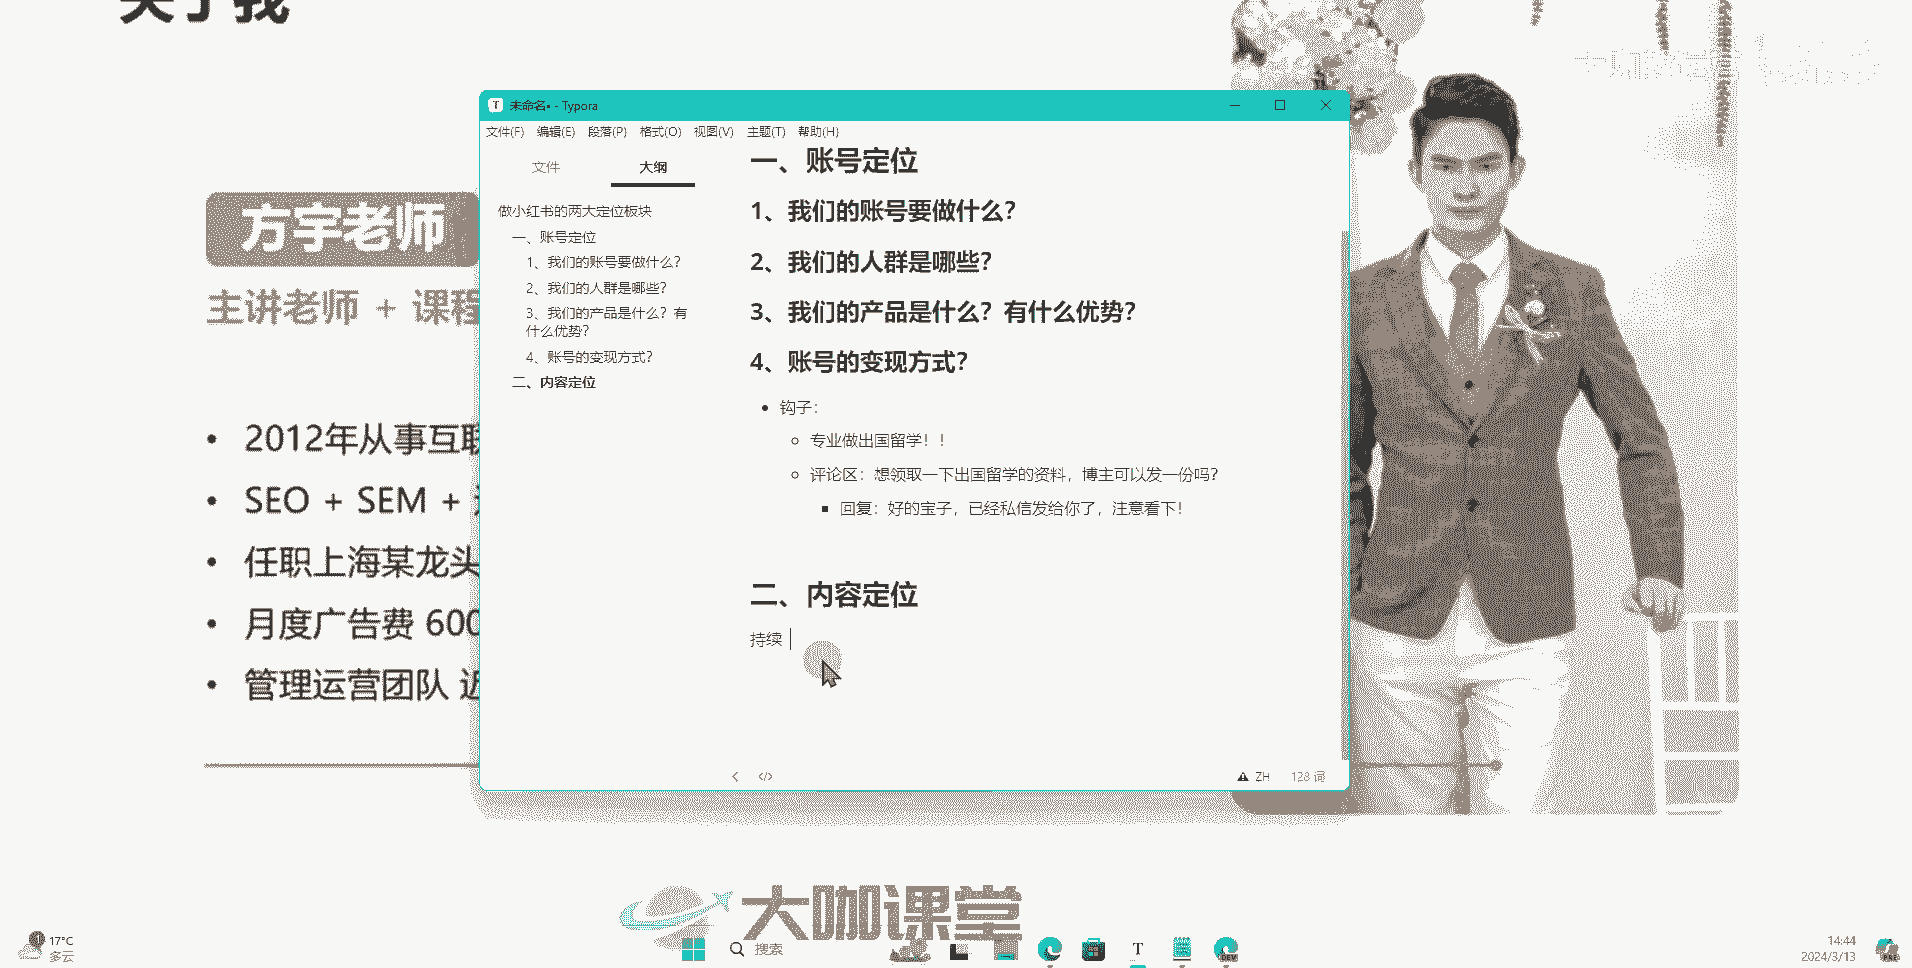 关于我
方宇老师
主讲老师 + 课程
• 2012年从事互联
• SEO + SEM +
• 任职上海某龙头
• 月度广告费 600
• 管理运营团队 近
未命名• - Typora
文件(F) 编辑(E) 段落(P) 格式(O) 视图(V) 主题(T) 帮助(H)
文件 大纲
做小红书的两大定位板块
一、账号定位
1、我们的账号要做什么？
2、我们的人群是哪些？
3、我们的产品是什么？有
什么优势？
4、账号的变现方式？
二、内容定位
一、账号定位
1、我们的账号要做什么？
2、我们的人群是哪些？
3、我们的产品是什么？有什么优势？
4、账号的变现方式？
• 钩子：
专业做出国留学！！
评论区：想领取一下出国留学的资料，博主可以发一份吗？
回复：好的宝子，已经私信发给你了，注意看下！
二、内容定位
持续
ZH 128 词
大咖课堂
17°C
多云
搜索
14:44
2024/3/13